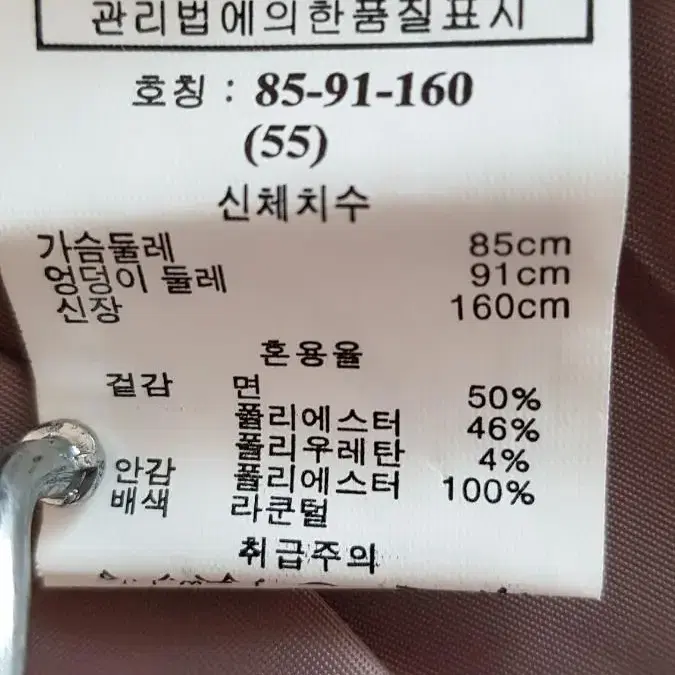 관리법에의한품질표시
호칭 : 85-91-160
(55)
신체치수
가슴둘레 85cm
엉덩이 둘레 91cm
신장 160cm
혼용율
겉감 면 50%
폴리에스터 46%
폴리우레탄 4%
안감 폴리에스터 100%
배색 라쿤털
취급주의